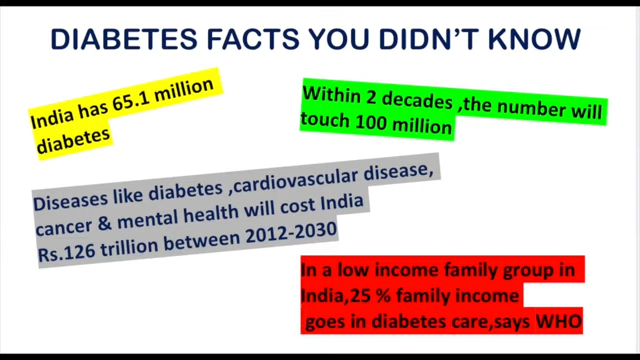 DIABETES FACTS YOU DIDN'T KNOW
India has 65.1 million
diabetes
Within 2 decades ,the number will
touch 100 million
Diseases like diabetes ,cardiovascular disease,
cancer & mental health will cost India
Rs.126 trillion between 2012-2030
In a low income family group in
India,25 % family income
goes in diabetes care,says WHO